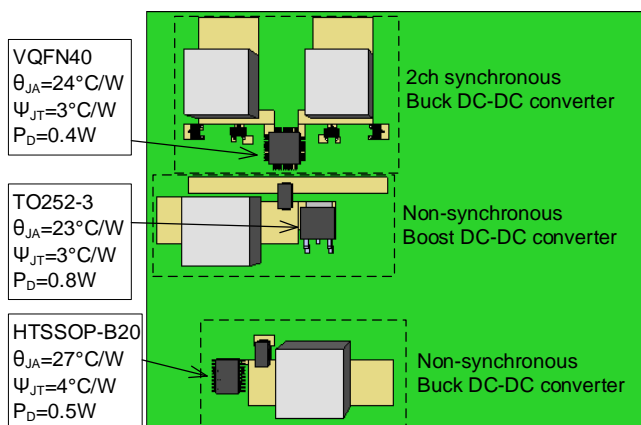 VQFN40
θJA=24°C/W
ΨJT=3°C/W
PD=0.4W
2ch synchronous
Buck DC-DC converter
TO252-3
θJA=23°C/W
ΨJT=3°C/W
PD=0.8W
Non-synchronous
Boost DC-DC converter
HTSSOP-B20
θJA=27°C/W
ΨJT=4°C/W
PD=0.5W
Non-synchronous
Buck DC-DC converter